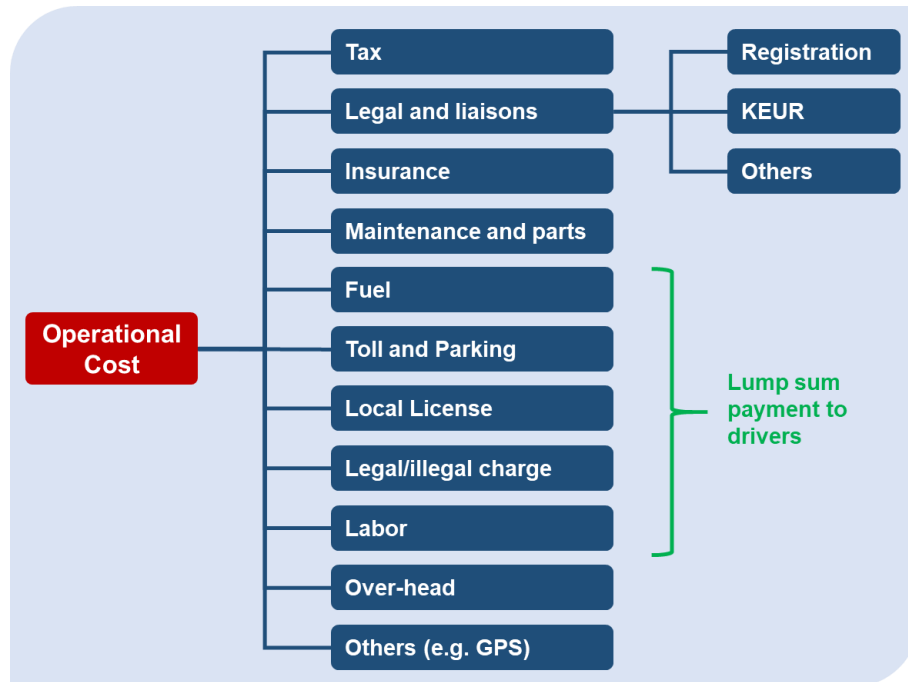 Operational
Cost
Tax
Legal and liaisons
Insurance
Maintenance and parts
Fuel
Toll and Parking
Local License
Legal/illegal charge
Labor
Over-head
Others (e.g. GPS)
Registration
KEUR
Others
Lump sum
payment to
drivers